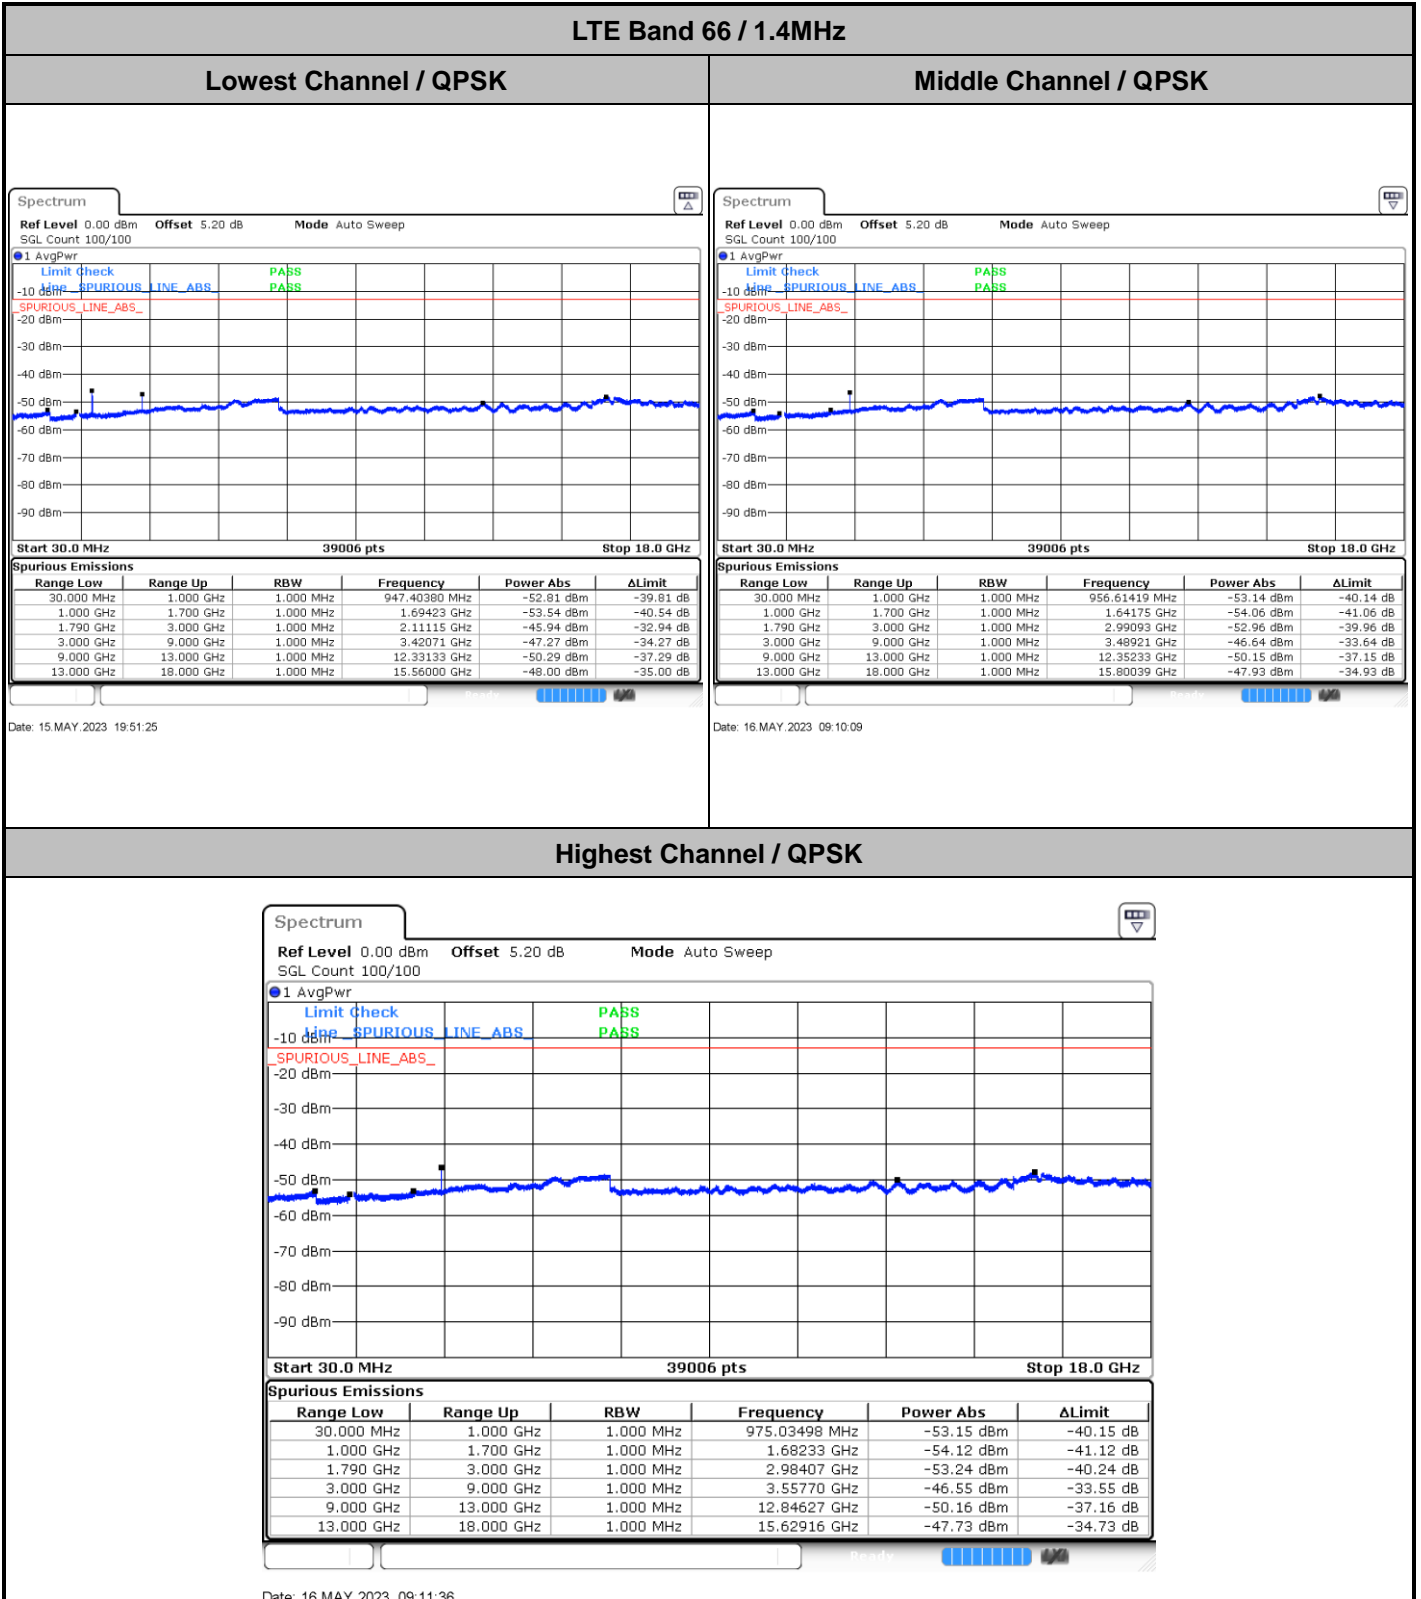 LTE Band 66 / 1.4MHz
Lowest Channel / QPSK
Middle Channel / QPSK
Spectrum
Ref Level 0.00 dBm Offset 5.20 dB Mode Auto Sweep
SGL Count 100/100
1 AvgPwr
Limit Check PASS
Line _SPURIOUS_LINE_ABS_ PASS
-10 dBm
_SPURIOUS_LINE_ABS_
-20 dBm
-30 dBm
-40 dBm
-50 dBm
-60 dBm
-70 dBm
-80 dBm
-90 dBm
Start 30.0 MHz 39006 pts Stop 18.0 GHz
Spurious Emissions
Range Low Range Up RBW Frequency Power Abs ΔLimit
30.000 MHz 1.000 GHz 1.000 MHz 947.40380 MHz -52.81 dBm -39.81 dB
1.000 GHz 1.700 GHz 1.000 MHz 1.69423 GHz -53.54 dBm -40.54 dB
1.790 GHz 3.000 GHz 1.000 MHz 2.11115 GHz -45.94 dBm -32.94 dB
3.000 GHz 9.000 GHz 1.000 MHz 3.42071 GHz -47.27 dBm -34.27 dB
9.000 GHz 13.000 GHz 1.000 MHz 12.33133 GHz -50.29 dBm -37.29 dB
13.000 GHz 18.000 GHz 1.000 MHz 15.56000 GHz -48.00 dBm -35.00 dB
Ready
Date: 15.MAY.2023 19:51:25
Spectrum
Ref Level 0.00 dBm Offset 5.20 dB Mode Auto Sweep
SGL Count 100/100
1 AvgPwr
Limit Check PASS
Line _SPURIOUS_LINE_ABS_ PASS
-10 dBm
_SPURIOUS_LINE_ABS_
-20 dBm
-30 dBm
-40 dBm
-50 dBm
-60 dBm
-70 dBm
-80 dBm
-90 dBm
Start 30.0 MHz 39006 pts Stop 18.0 GHz
Spurious Emissions
Range Low Range Up RBW Frequency Power Abs ΔLimit
30.000 MHz 1.000 GHz 1.000 MHz 956.61419 MHz -53.14 dBm -40.14 dB
1.000 GHz 1.700 GHz 1.000 MHz 1.64175 GHz -54.06 dBm -41.06 dB
1.790 GHz 3.000 GHz 1.000 MHz 2.99093 GHz -52.96 dBm -39.96 dB
3.000 GHz 9.000 GHz 1.000 MHz 3.48921 GHz -46.64 dBm -33.64 dB
9.000 GHz 13.000 GHz 1.000 MHz 12.35233 GHz -50.15 dBm -37.15 dB
13.000 GHz 18.000 GHz 1.000 MHz 15.80039 GHz -47.93 dBm -34.93 dB
Ready
Date: 16.MAY.2023 09:10:09
Highest Channel / QPSK
Spectrum
Ref Level 0.00 dBm Offset 5.20 dB Mode Auto Sweep
SGL Count 100/100
1 AvgPwr
Limit Check PASS
Line _SPURIOUS_LINE_ABS_ PASS
-10 dBm
_SPURIOUS_LINE_ABS_
-20 dBm
-30 dBm
-40 dBm
-50 dBm
-60 dBm
-70 dBm
-80 dBm
-90 dBm
Start 30.0 MHz 39006 pts Stop 18.0 GHz
Spurious Emissions
Range Low Range Up RBW Frequency Power Abs ΔLimit
30.000 MHz 1.000 GHz 1.000 MHz 975.03498 MHz -53.15 dBm -40.15 dB
1.000 GHz 1.700 GHz 1.000 MHz 1.68233 GHz -54.12 dBm -41.12 dB
1.790 GHz 3.000 GHz 1.000 MHz 2.98407 GHz -53.24 dBm -40.24 dB
3.000 GHz 9.000 GHz 1.000 MHz 3.55770 GHz -46.55 dBm -33.55 dB
9.000 GHz 13.000 GHz 1.000 MHz 12.84627 GHz -50.16 dBm -37.16 dB
13.000 GHz 18.000 GHz 1.000 MHz 15.62916 GHz -47.73 dBm -34.73 dB
Ready
Date: 16.MAY.2023 09:11:36